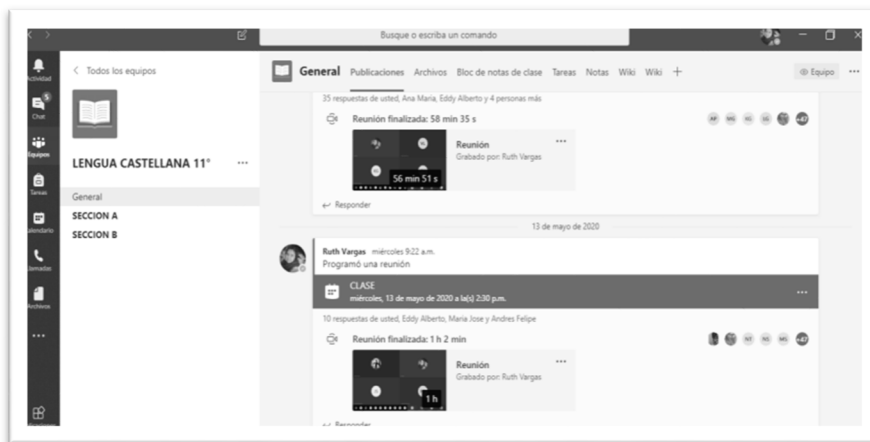 Busque o escriba un comando
Actividad
Chat
5
Equipos
Tareas
Calendario
Llamadas
Archivos
Todos los equipos
LENGUA CASTELLANA 11°
General
SECCION A
SECCION B
General Publicaciones Archivos Bloc de notas de clase Tareas Notas Wiki Wiki
Equipo
35 respuestas de usted, Ana Maria, Eddy Alberto y 4 personas más
Reunión finalizada: 58 min 35 s
+47
56 min 51 s
Reunión
Grabado por: Ruth Vargas
Responder
13 de mayo de 2020
Ruth Vargas miércoles 9:22 a.m.
Programó una reunión
CLASE
miércoles, 13 de mayo de 2020 a la(s) 2:30 p.m.
10 respuestas de usted, Eddy Alberto, Maria Jose y Andres Felipe
Reunión finalizada: 1 h 2 min
NT NS MS +47
1 h
Reunión
Grabado por: Ruth Vargas
Responder